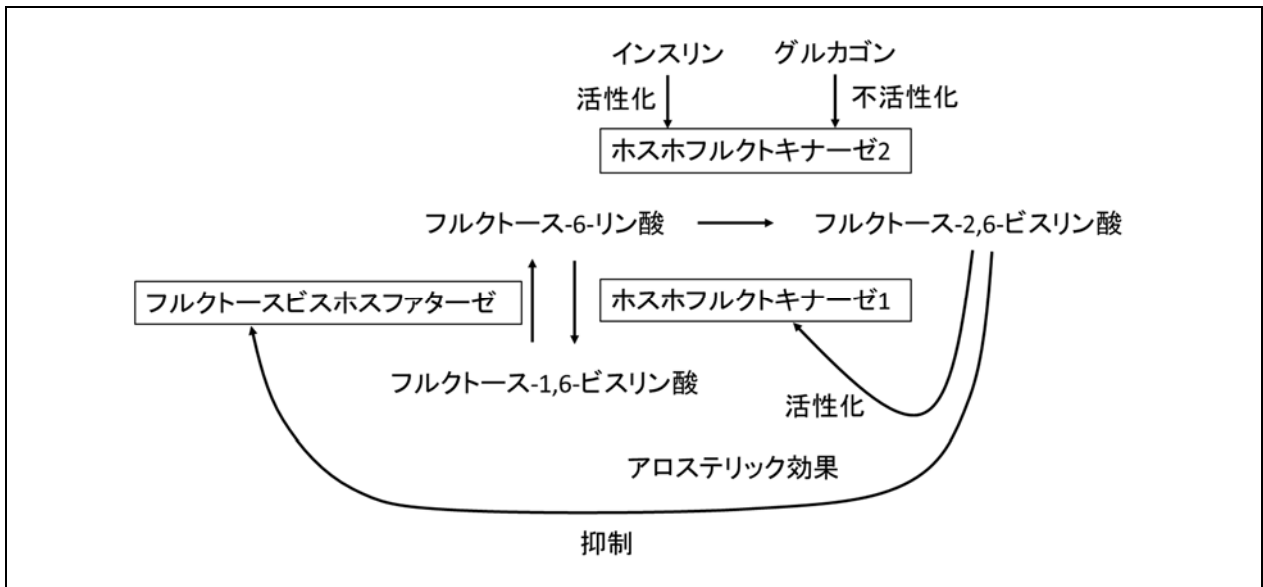 インスリン グルカゴン
活性化 不活性化
ホスホフルクトキナーゼ2
フルクトース-6-リン酸 フルクトース-2,6-ビスリン酸
フルクトースビスホスファターゼ ホスホフルクトキナーゼ1
フルクトース-1,6-ビスリン酸
活性化
アロステリック効果
抑制